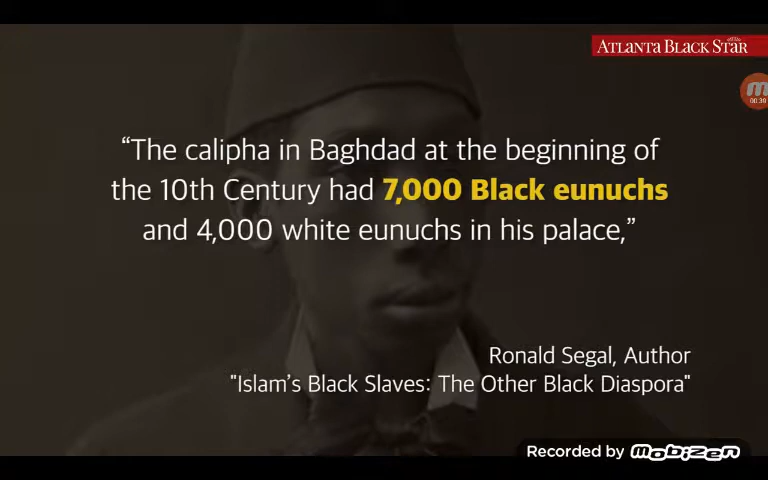 ATLANTA BLACK STAR
00:39
“The calipha in Baghdad at the beginning of
the 10th Century had 7,000 Black eunuchs
and 4,000 white eunuchs in his palace,”
Ronald Segal, Author
"Islam’s Black Slaves: The Other Black Diaspora"
Recorded by mobizen